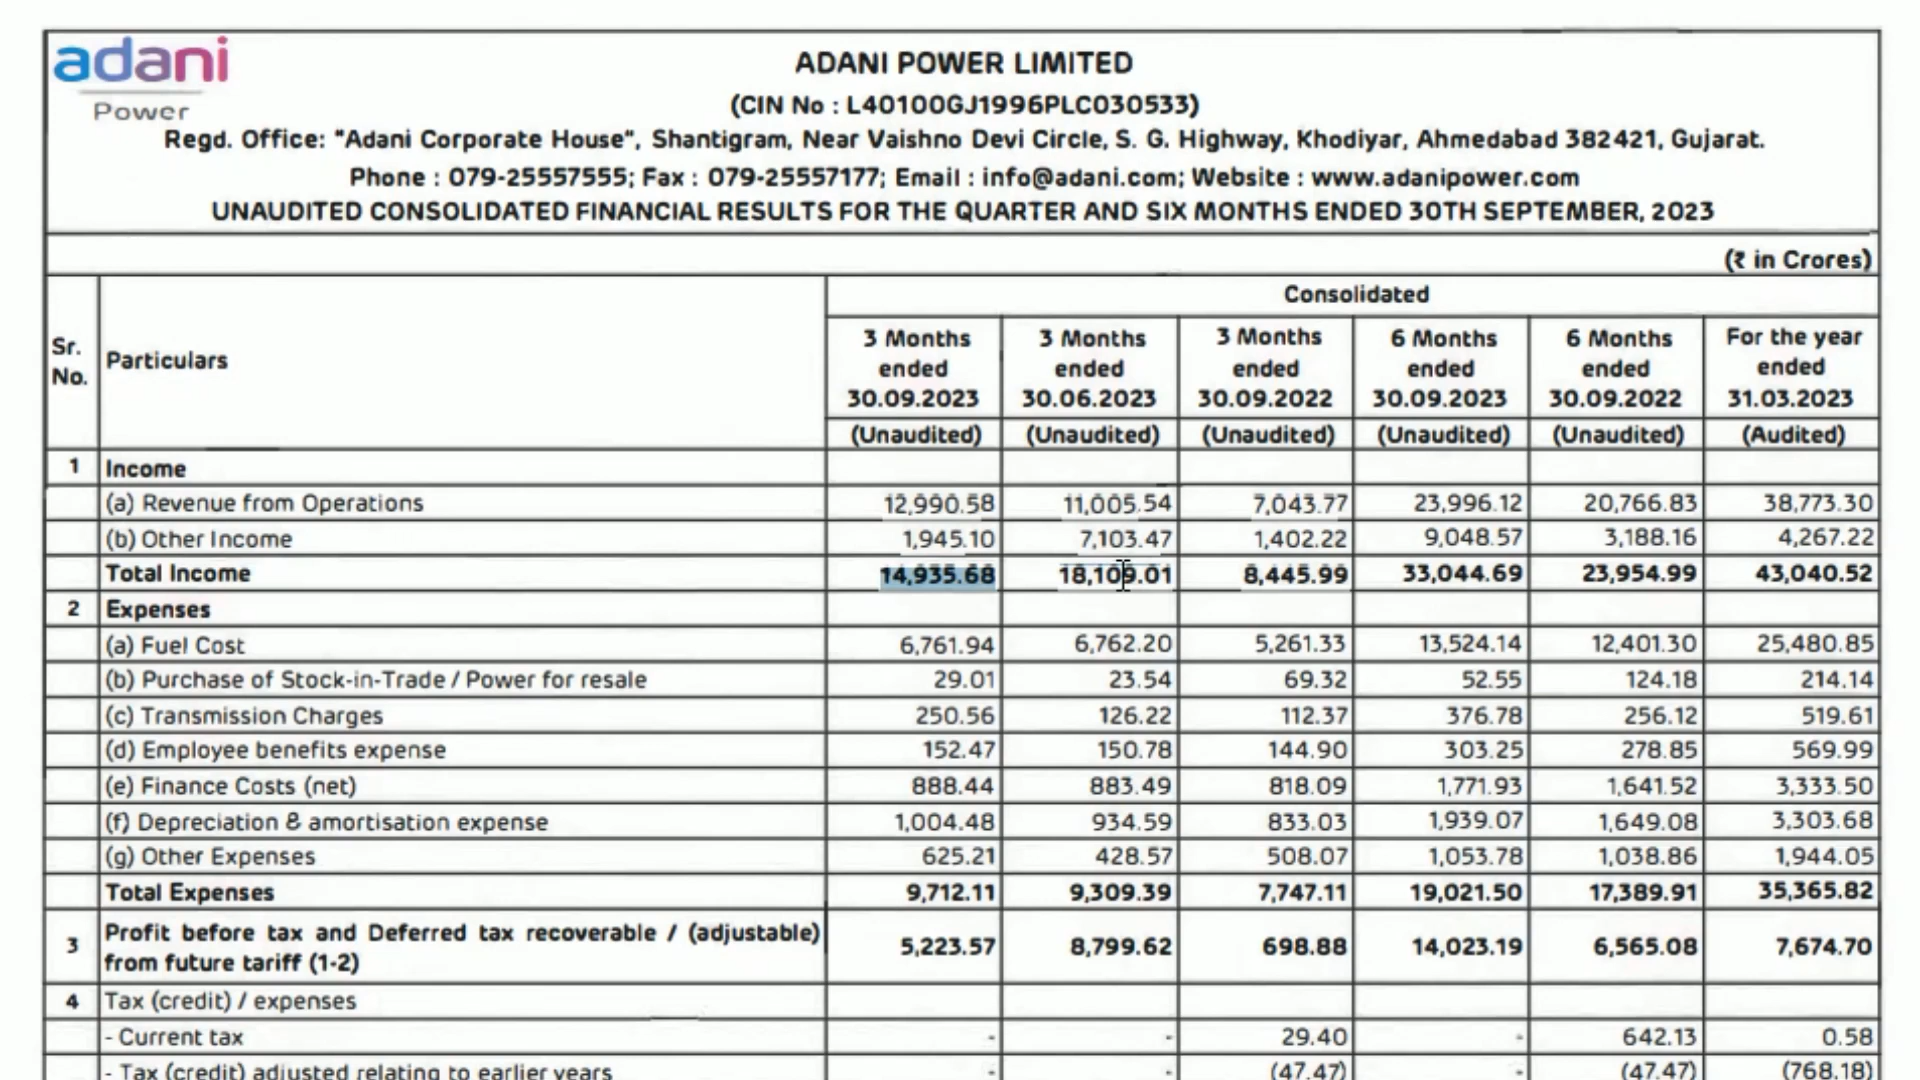 adani
Power
ADANI POWER LIMITED
(CIN No : L40100GJ1996PLC030533)
Regd. Office: "Adani Corporate House", Shantigram, Near Vaishno Devi Circle, S. G. Highway, Khodiyar, Ahmedabad 382421, Gujarat.
Phone : 079-25557555; Fax : 079-25557177; Email : info@adani.com; Website : www.adanipower.com
UNAUDITED CONSOLIDATED FINANCIAL RESULTS FOR THE QUARTER AND SIX MONTHS ENDED 30TH SEPTEMBER, 2023
(₹ in Crores)
Sr. No. Particulars Consolidated
3 Months ended 30.09.2023 3 Months ended 30.06.2023 3 Months ended 30.09.2022 6 Months ended 30.09.2023 6 Months ended 30.09.2022 For the year ended 31.03.2023
(Unaudited) (Unaudited) (Unaudited) (Unaudited) (Unaudited) (Audited)
1 Income
(a) Revenue from Operations 12,990.58 11,005.54 7,043.77 23,996.12 20,766.83 38,773.30
(b) Other Income 1,945.10 7,103.47 1,402.22 9,048.57 3,188.16 4,267.22
Total Income 14,935.68 18,109.01 8,445.99 33,044.69 23,954.99 43,040.52
2 Expenses
(a) Fuel Cost 6,761.94 6,762.20 5,261.33 13,524.14 12,401.30 25,480.85
(b) Purchase of Stock-in-Trade / Power for resale 29.01 23.54 69.32 52.55 124.18 214.14
(c) Transmission Charges 250.56 126.22 112.37 376.78 256.12 519.61
(d) Employee benefits expense 152.47 150.78 144.90 303.25 278.85 569.99
(e) Finance Costs (net) 888.44 883.49 818.09 1,771.93 1,641.52 3,333.50
(f) Depreciation & amortisation expense 1,004.48 934.59 833.03 1,939.07 1,649.08 3,303.68
(g) Other Expenses 625.21 428.57 508.07 1,053.78 1,038.86 1,944.05
Total Expenses 9,712.11 9,309.39 7,747.11 19,021.50 17,389.91 35,365.82
3 Profit before tax and Deferred tax recoverable / (adjustable) from future tariff (1-2) 5,223.57 8,799.62 698.88 14,023.19 6,565.08 7,674.70
4 Tax (credit) / expenses
- Current tax - - 29.40 - 642.13 0.58
- Tax (credit) adjusted relating to earlier years - - (47.47) - (47.47) (768.18)